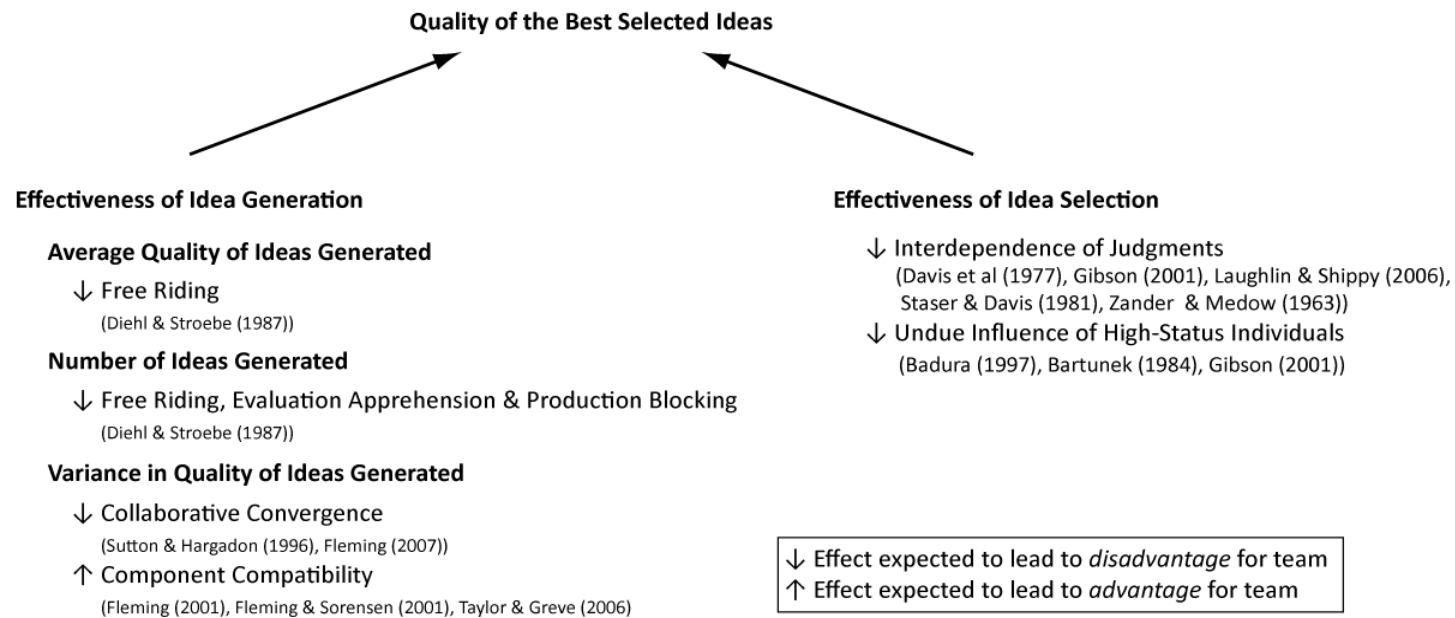 Quality of the Best Selected Ideas
Effectiveness of Idea Generation
Average Quality of Ideas Generated
↓ Free Riding
(Diehl & Stroebe (1987))
Number of Ideas Generated
↓ Free Riding, Evaluation Apprehension & Production Blocking
(Diehl & Stroebe (1987))
Variance in Quality of Ideas Generated
↓ Collaborative Convergence
(Sutton & Hargadon (1996), Fleming (2007))
↑ Component Compatibility
(Fleming (2001), Fleming & Sorensen (2001), Taylor & Greve (2006)
Effectiveness of Idea Selection
↓ Interdependence of Judgments
(Davis et al (1977), Gibson (2001), Laughlin & Shippy (2006),
Staser & Davis (1981), Zander & Medow (1963))
↓ Undue Influence of High-Status Individuals
(Badura (1997), Bartunek (1984), Gibson (2001))
↓ Effect expected to lead to disadvantage for team
↑ Effect expected to lead to advantage for team